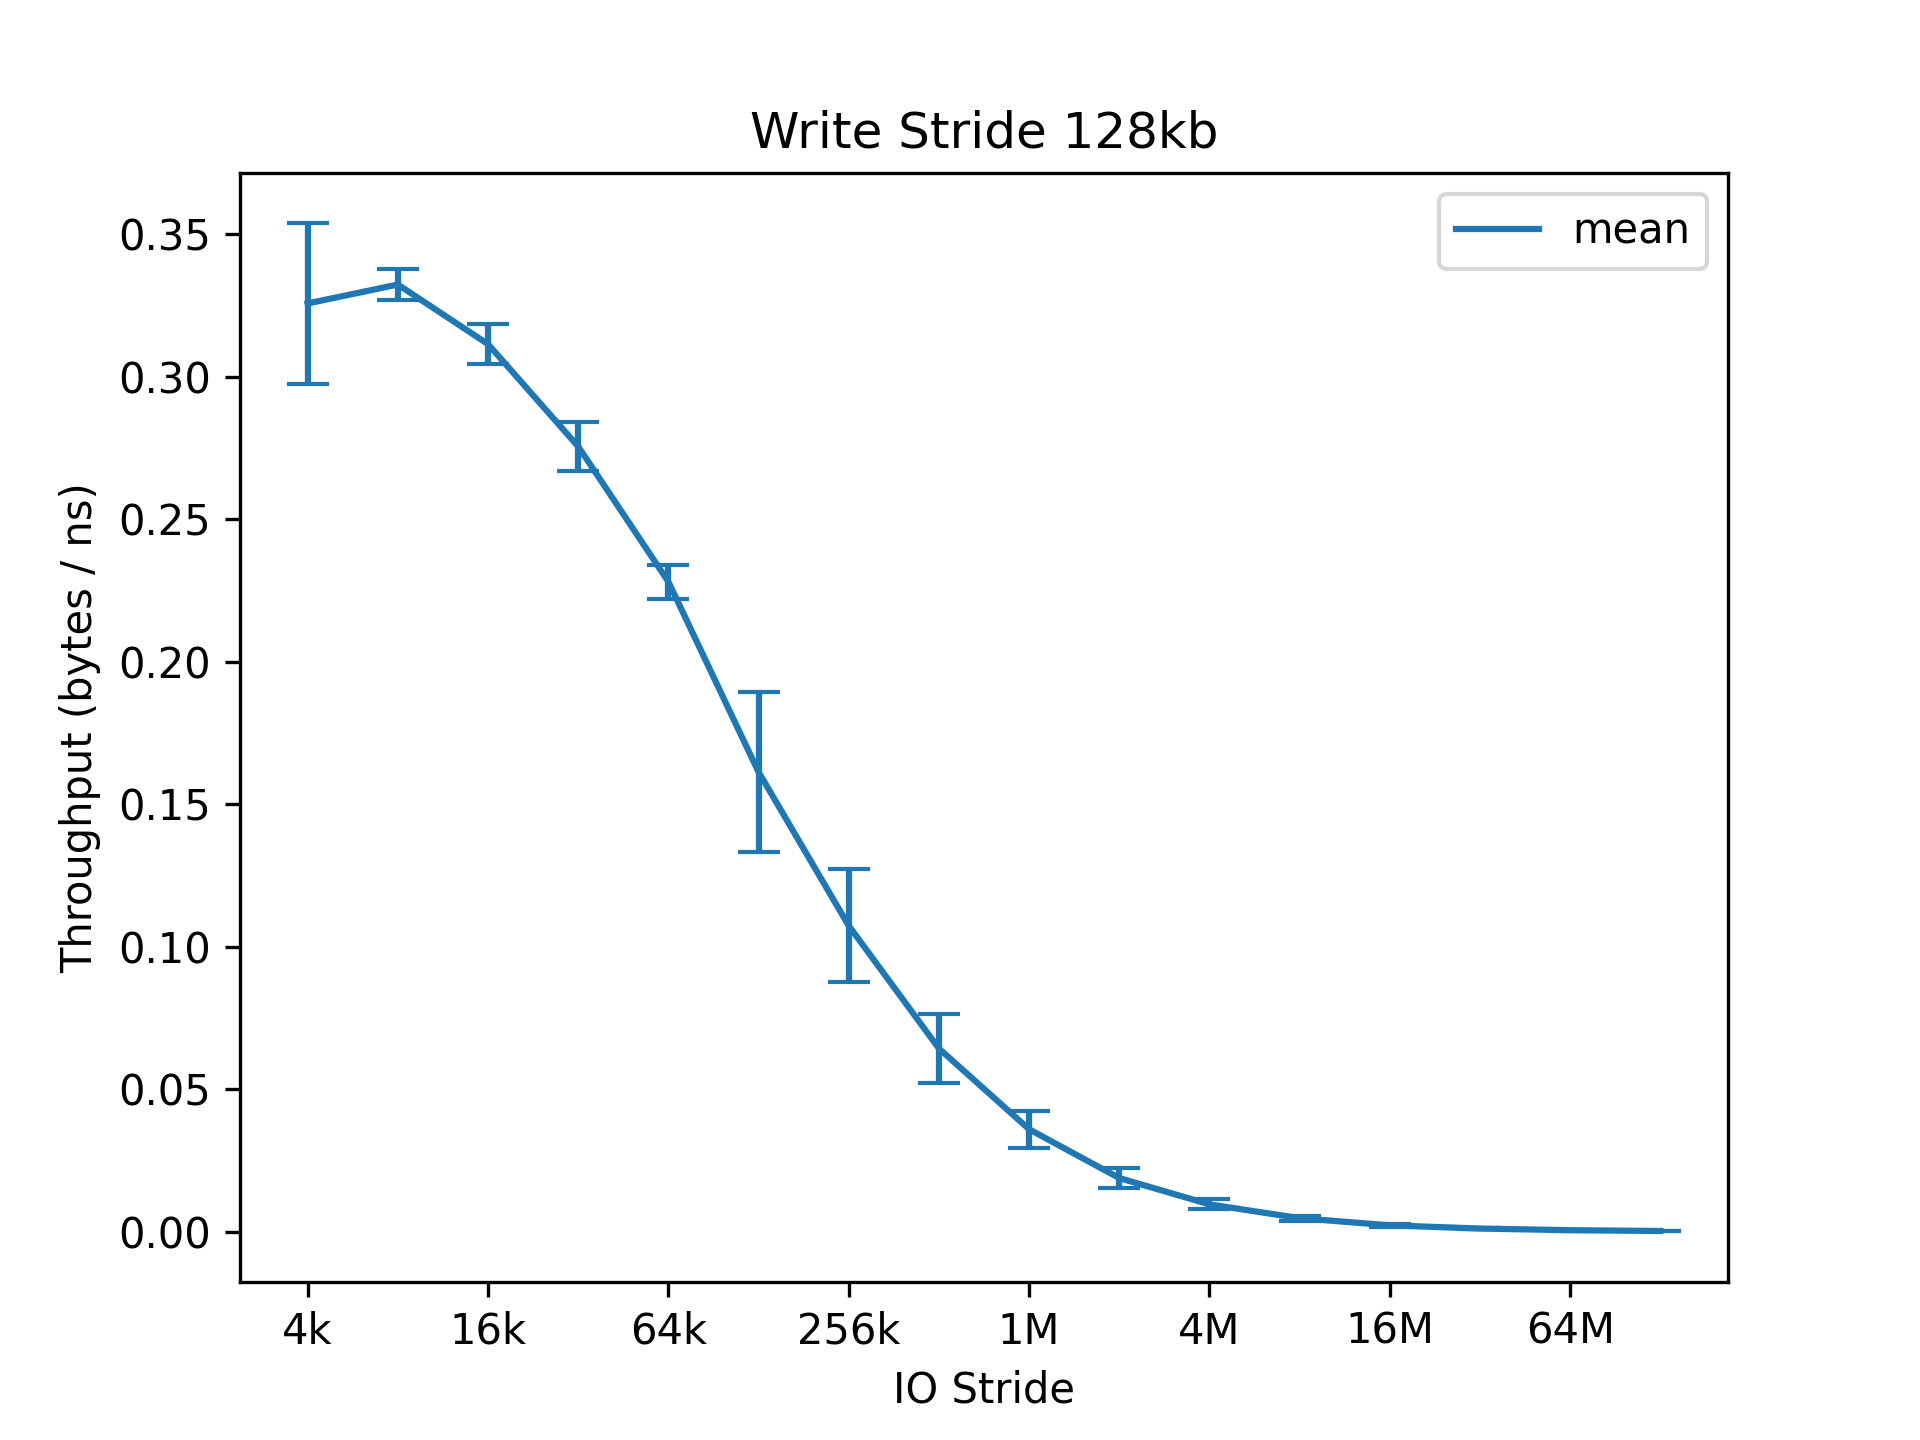 Write Stride 128kb
mean
Throughput (bytes / ns)
0.35
0.30
0.25
0.20
0.15
0.10
0.05
0.00
4k 16k 64k 256k 1M 4M 16M 64M
IO Stride